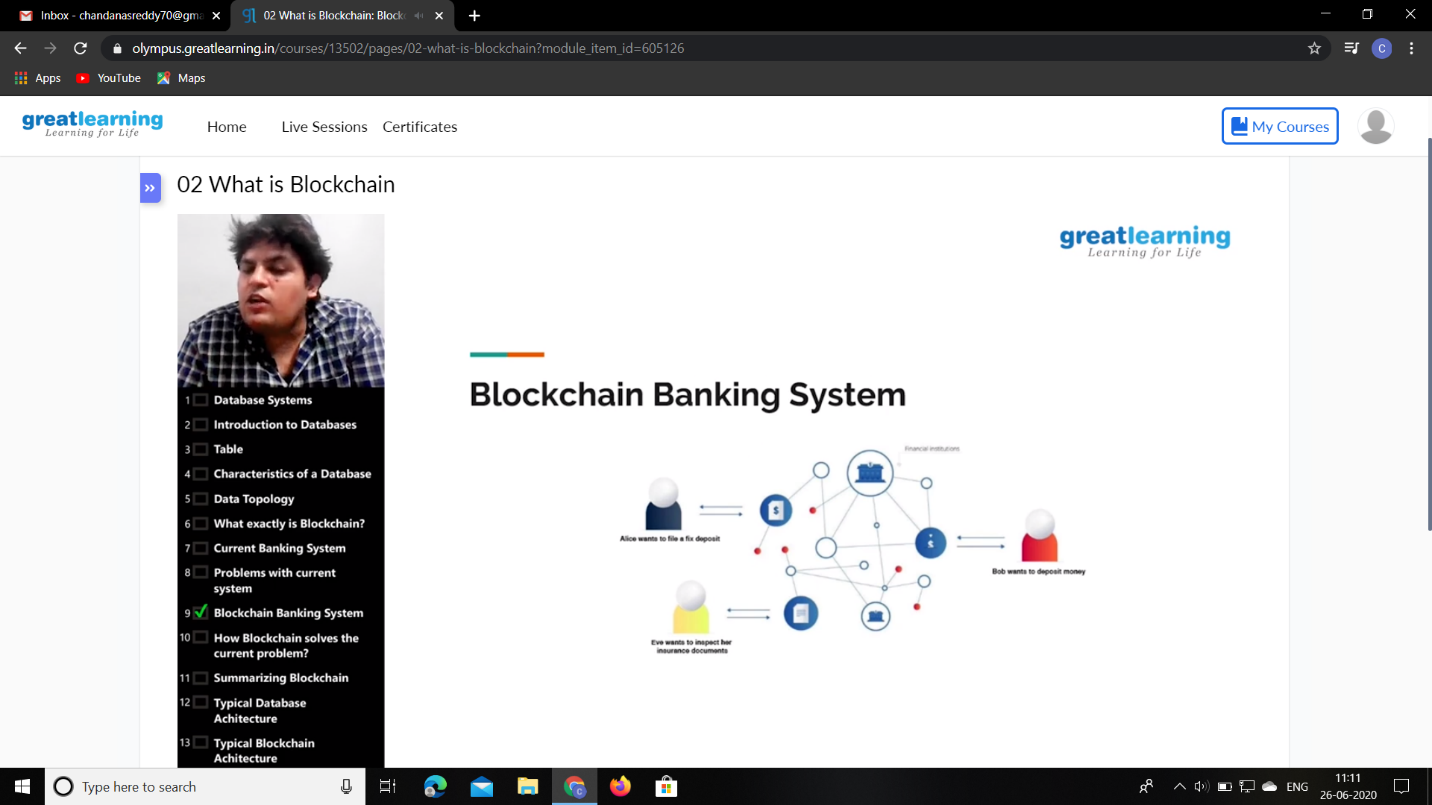 Inbox - chandanasreddy70@gma
02 What is Blockchain: Block
olympus.greatlearning.in/courses/13502/pages/02-what-is-blockchain?module_item_id=605126
C
Apps
YouTube
Maps
greatlearning
Learning for Life
Home
Live Sessions
Certificates
My Courses
02 What is Blockchain
greatlearning
Learning for Life
Blockchain Banking System
Financial Institutions
$
Alice wants to file a fix deposit
$
Bob wants to deposit money
Eve wants to inspect her
insurance documents
1 Database Systems
2 Introduction to Databases
3 Table
4 Characteristics of a Database
5 Data Topology
6 What exactly is Blockchain?
7 Current Banking System
8 Problems with current
system
9 Blockchain Banking System
10 How Blockchain solves the
current problem?
11 Summarizing Blockchain
12 Typical Database
Achitecture
13 Typical Blockchain
Achitecture
Type here to search
ENG
11:11
26-06-2020